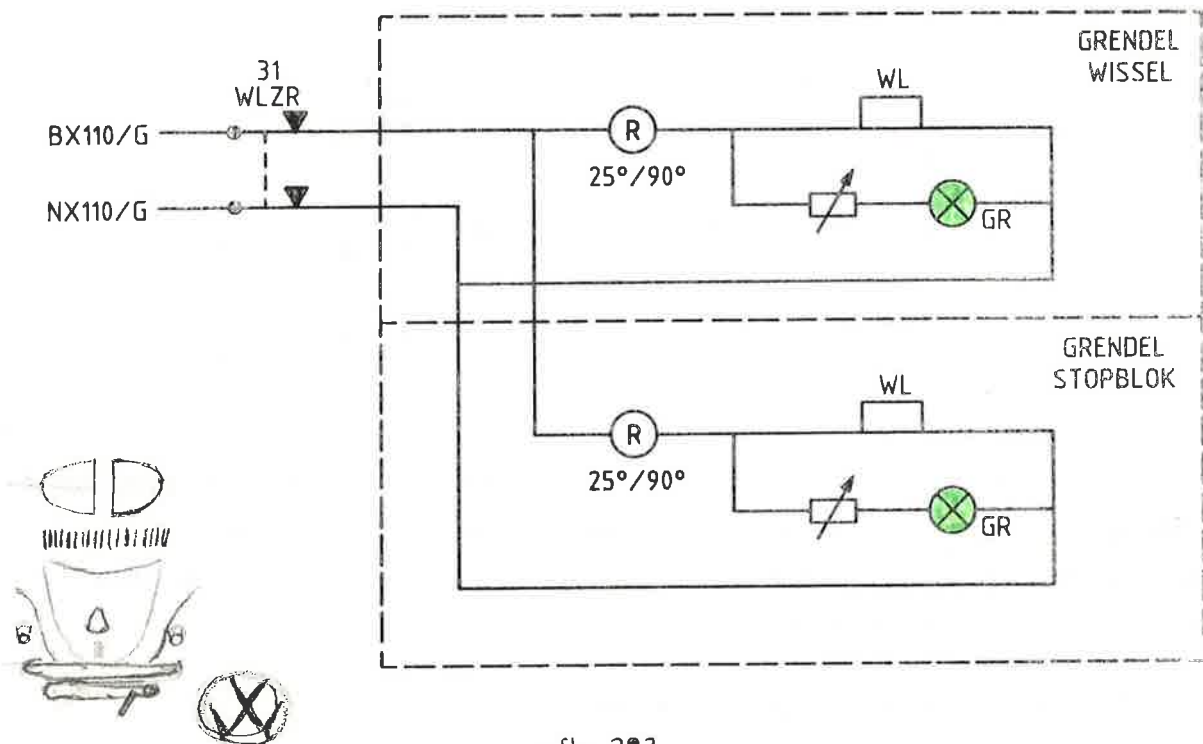 GRENDEL
WISSEL
31
WLZR
WL
BX110/G
R
25°/90°
NX110/G
GR
GRENDEL
STOPBLOK
WL
R
25°/90°
GR